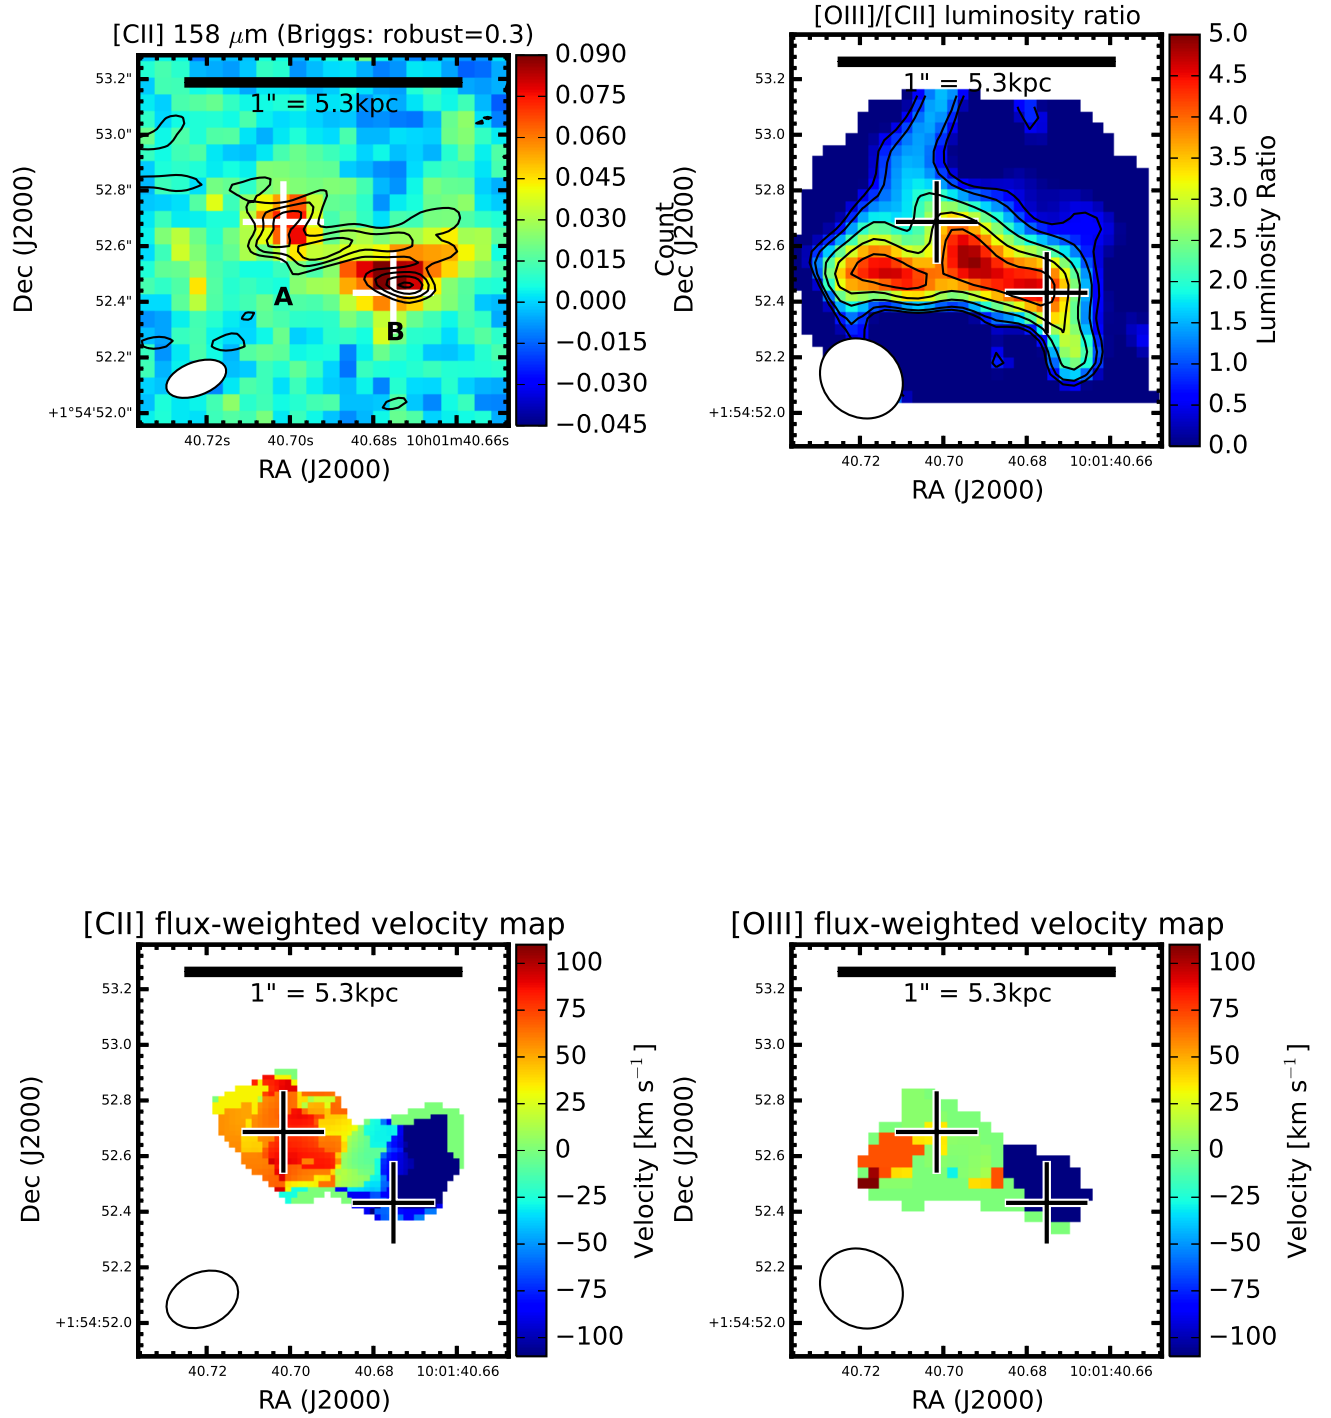 [CII] 158 μm (Briggs: robust=0.3)
1" = 5.3kpc
A
B
53.2"
53.0"
52.8"
52.6"
52.4"
52.2"
+1°54'52.0"
40.72s 40.70s 40.68s 10h01m40.66s
RA (J2000)
Dec (J2000)
0.090
0.075
0.060
0.045
0.030
0.015
0.000
−0.015
−0.030
−0.045
Count
[OIII]/[CII] luminosity ratio
1" = 5.3kpc
53.2
53.0
52.8
52.6
52.4
52.2
+1:54:52.0
40.72 40.70 40.68 10:01:40.66
RA (J2000)
Dec (J2000)
5.0
4.5
4.0
3.5
3.0
2.5
2.0
1.5
1.0
0.5
0.0
Luminosity Ratio
[CII] flux-weighted velocity map
1" = 5.3kpc
53.2
53.0
52.8
52.6
52.4
52.2
+1:54:52.0
40.72 40.70 40.68 10:01:40.66
RA (J2000)
Dec (J2000)
100
75
50
25
0
−25
−50
−75
−100
Velocity [km s⁻¹]
[OIII] flux-weighted velocity map
1" = 5.3kpc
53.2
53.0
52.8
52.6
52.4
52.2
+1:54:52.0
40.72 40.70 40.68 10:01:40.66
RA (J2000)
Dec (J2000)
100
75
50
25
0
−25
−50
−75
−100
Velocity [km s⁻¹]